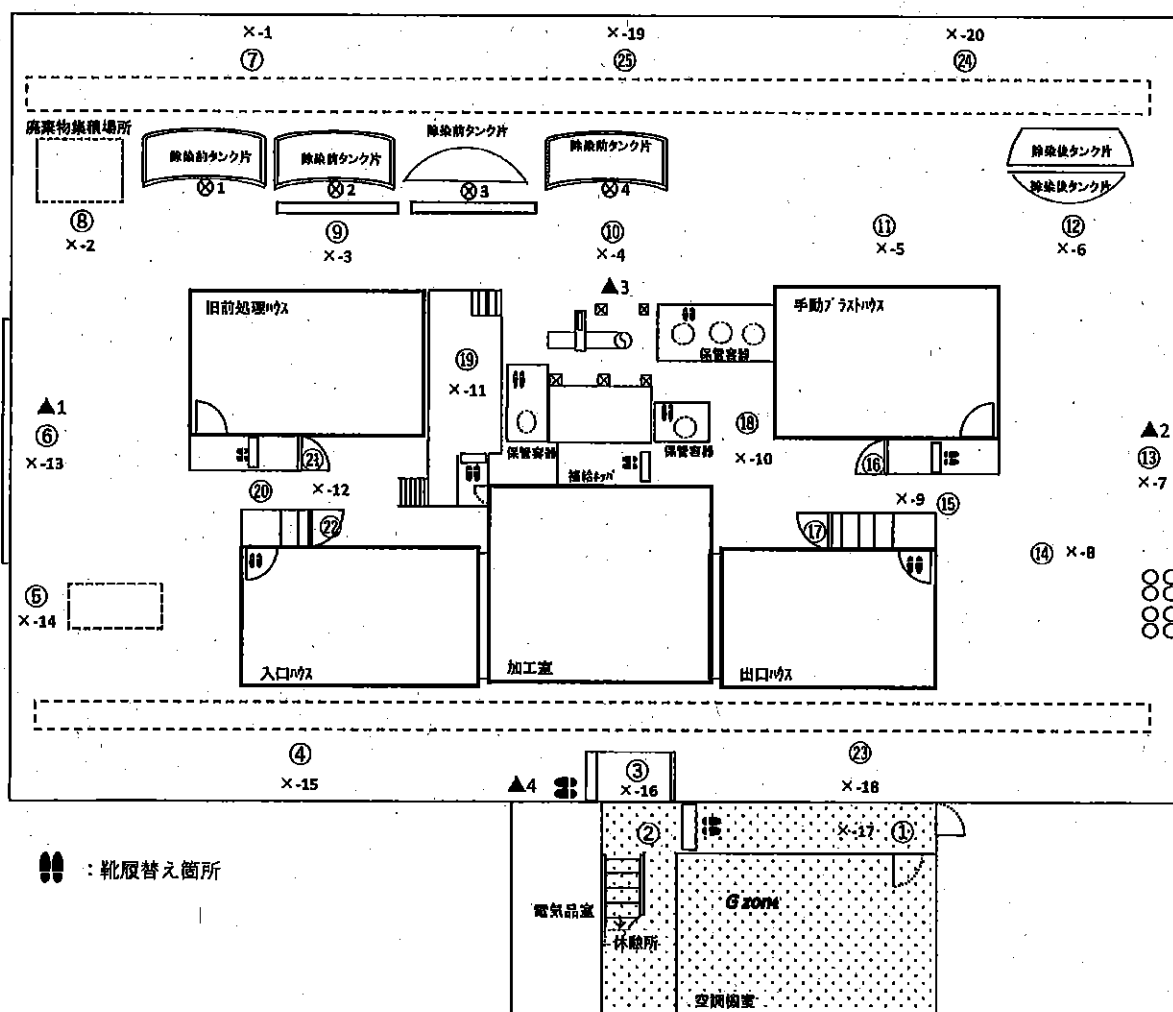 ×-1
×-19
×-20
⑦
㉕
㉔
廃棄物集積場所
除染前タンク片
除染前タンク片
除染前タンク片
除染前タンク片
除染後タンク片
除染後タンク片
⊗1
⊗2
⊗3
⊗4
⑧
×-2
⑨
×-3
⑩
×-4
⑪
×-5
⑫
×-6
▲3
旧前処理ハウス
手動ブラストハウス
保管容器
⑲
×-11
▲1
⑥
×-13
⑱
×-10
▲2
⑬
×-7
保管容器
保管容器
補給ホッパ
㉑
⑳
×-12
⑯
×-9
⑮
㉒
⑰
⑭
×-8
⑤
×-14
入口ハウス
加工室
出口ハウス
④
×-15
▲4
③
×-16
㉓
×-18
②
×-17
①
:靴履替え箇所
電気品室
G zone
休憩所
空調機室